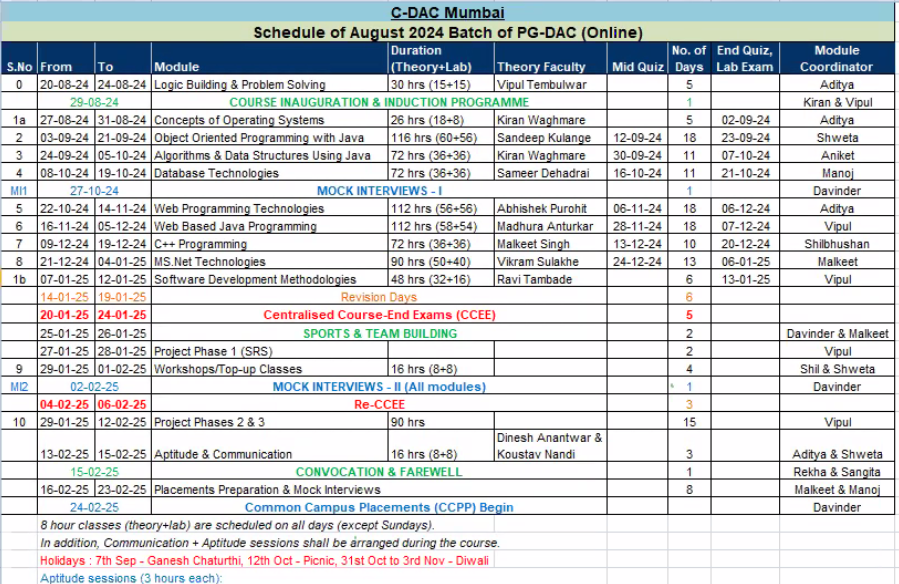 C-DAC Mumbai
Schedule of August 2024 Batch of PG-DAC (Online)
S.No From To Module Duration (Theory+Lab) Theory Faculty Mid Quiz No. of Days End Quiz, Lab Exam Module Coordinator
0 20-08-24 24-08-24 Logic Building & Problem Solving 30 hrs (15+15) Vipul Tembulwar 5 Aditya
29-08-24 COURSE INAUGURATION & INDUCTION PROGRAMME 1 Kiran & Vipul
1a 27-08-24 31-08-24 Concepts of Operating Systems 26 hrs (18+8) Kiran Waghmare 5 02-09-24 Aditya
2 03-09-24 21-09-24 Object Oriented Programming with Java 116 hrs (60+56) Sandeep Kulange 12-09-24 18 23-09-24 Shweta
3 24-09-24 05-10-24 Algorithms & Data Structures Using Java 72 hrs (36+36) Kiran Waghmare 30-09-24 11 07-10-24 Aniket
4 08-10-24 19-10-24 Database Technologies 72 hrs (36+36) Sameer Dehadrai 16-10-24 11 21-10-24 Manoj
MI1 27-10-24 MOCK INTERVIEWS - I 1 Davinder
5 22-10-24 14-11-24 Web Programming Technologies 112 hrs (56+56) Abhishek Purohit 06-11-24 18 06-12-24 Aditya
6 16-11-24 05-12-24 Web Based Java Programming 112 hrs (58+54) Madhura Anturkar 28-11-24 18 07-12-24 Vipul
7 09-12-24 19-12-24 C++ Programming 72 hrs (36+36) Malkeet Singh 13-12-24 10 20-12-24 Shilbhushan
8 21-12-24 04-01-25 MS.Net Technologies 90 hrs (50+40) Vikram Sulakhe 24-12-24 13 06-01-25 Malkeet
1b 07-01-25 12-01-25 Software Development Methodologies 48 hrs (32+16) Ravi Tambade 6 13-01-25 Vipul
14-01-25 19-01-25 Revision Days 6
20-01-25 24-01-25 Centralised Course-End Exams (CCEE) 5
25-01-25 26-01-25 SPORTS & TEAM BUILDING 2 Davinder & Malkeet
27-01-25 28-01-25 Project Phase 1 (SRS) 2 Vipul
9 29-01-25 01-02-25 Workshops/Top-up Classes 16 hrs (8+8) 4 Shil & Shweta
MI2 02-02-25 MOCK INTERVIEWS - II (All modules) 1 Davinder
04-02-25 06-02-25 Re-CCEE 3
10 29-01-25 12-02-25 Project Phases 2 & 3 90 hrs 15 Vipul
13-02-25 15-02-25 Aptitude & Communication 16 hrs (8+8) Dinesh Anantwar & Koustav Nandi 3 Aditya & Shweta
15-02-25 CONVOCATION & FAREWELL 1 Rekha & Sangita
16-02-25 23-02-25 Placements Preparation & Mock Interviews 8 Malkeet & Manoj
24-02-25 Common Campus Placements (CCPP) Begin Davinder
8 hour classes (theory+lab) are scheduled on all days (except Sundays).
In addition, Communication + Aptitude sessions shall be arranged during the course.
Holidays : 7th Sep - Ganesh Chaturthi, 12th Oct - Picnic, 31st Oct to 3rd Nov - Diwali
Aptitude sessions (3 hours each):